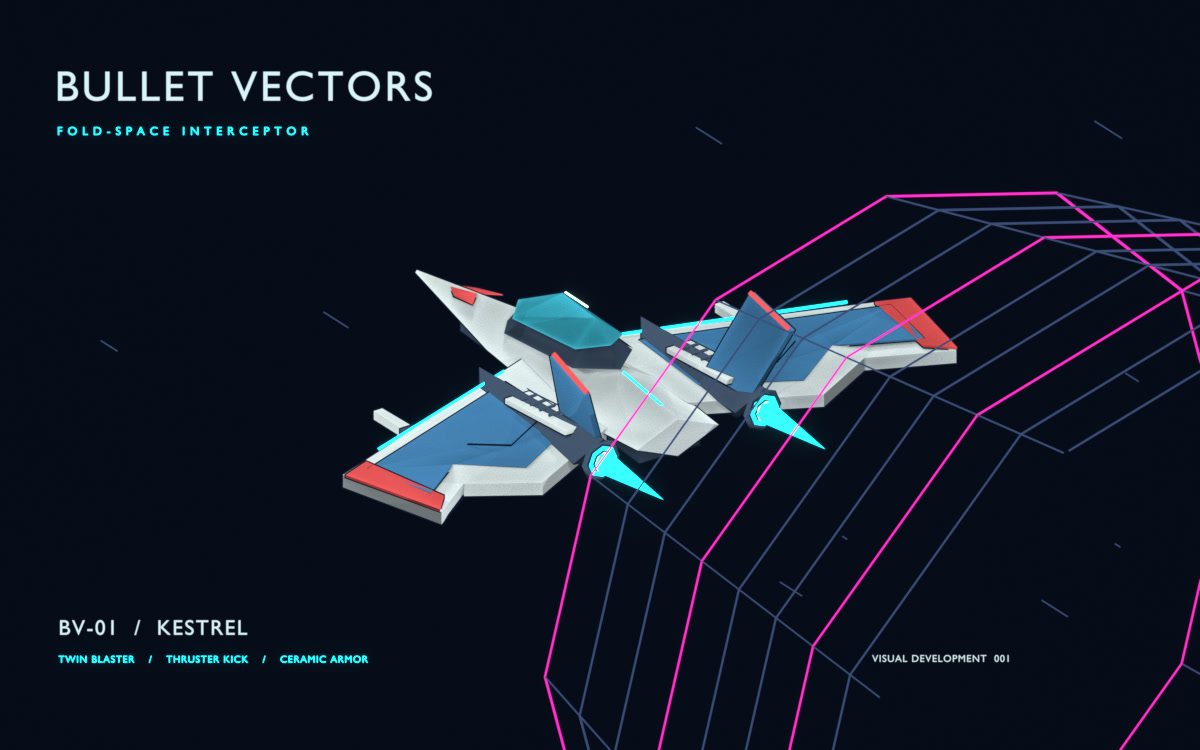 BULLET VECTORS
FOLD-SPACE INTERCEPTOR
BV-01 / KESTREL
TWIN BLASTER / THRUSTER KICK / CERAMIC ARMOR
VISUAL DEVELOPMENT 001